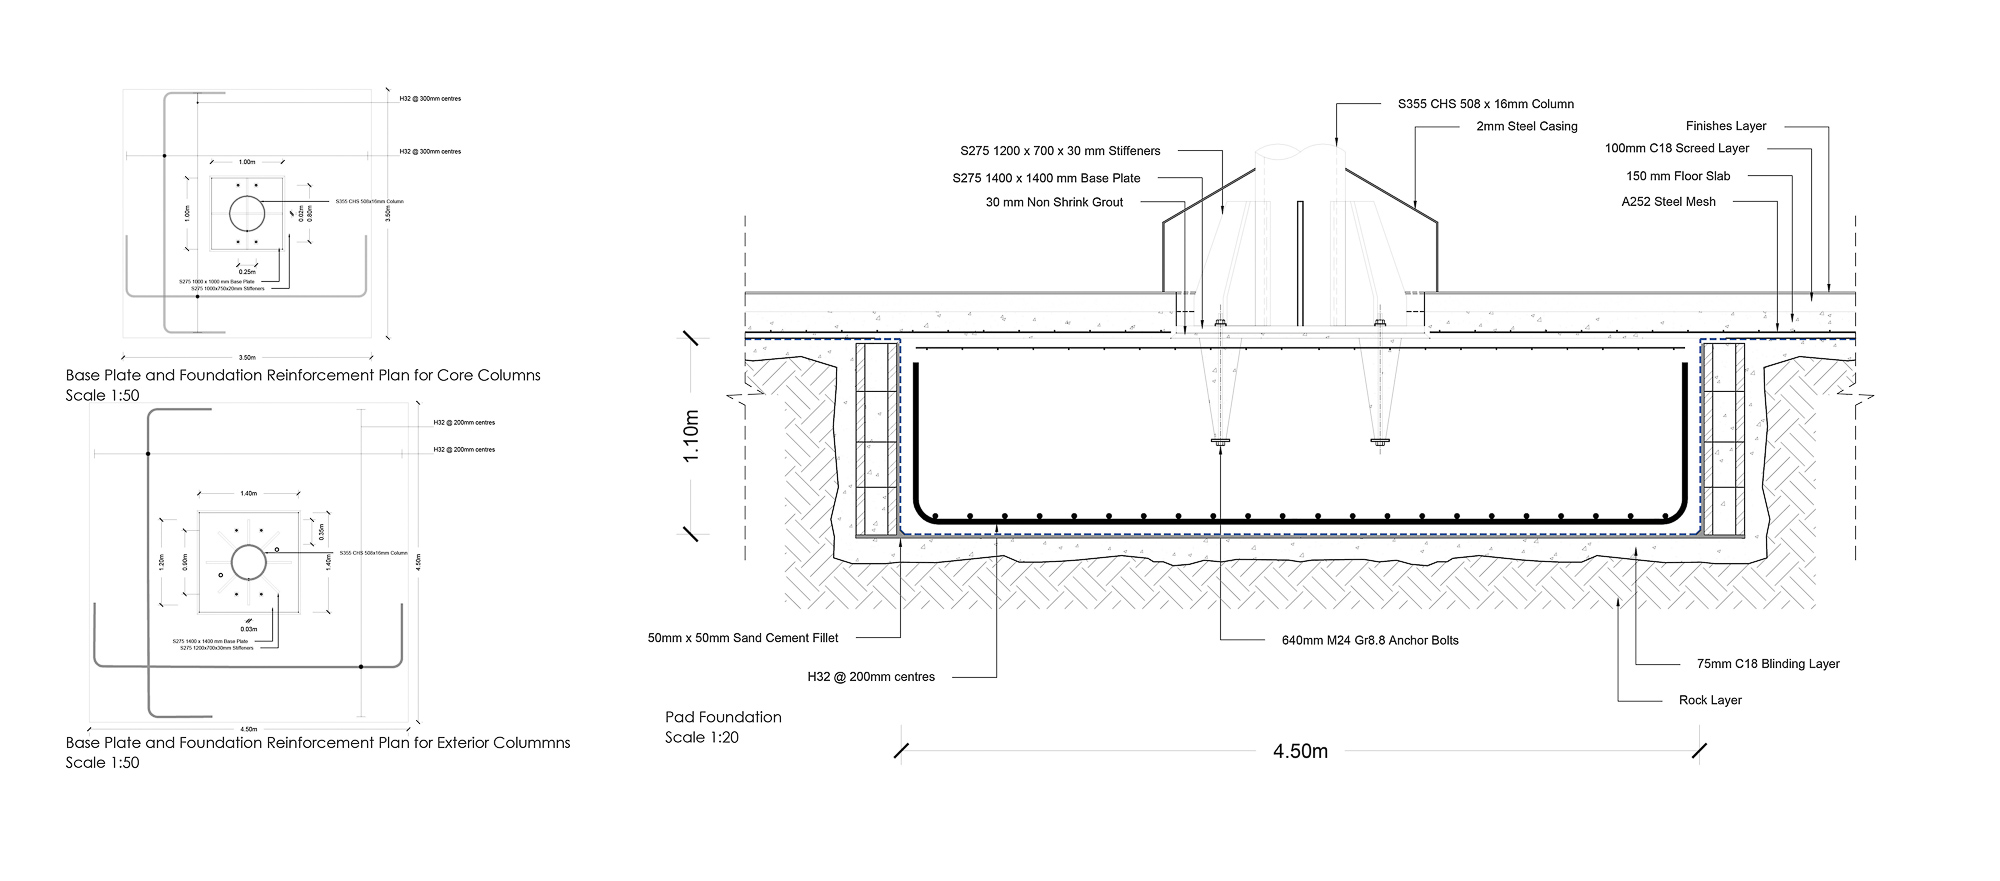 H32 @ 300mm centres
H32 @ 300mm centres
1.00m
1.00m
S355 CHS 508x16mm Column
0.02m
0.80m
3.50m
0.25m
S275 1000 x 1000 mm Base Plate
S275 1000x750x20mm Stiffeners
3.50m
Base Plate and Foundation Reinforcement Plan for Core Columns
Scale 1:50
H32 @ 200mm centres
H32 @ 200mm centres
1.40m
0.35m
S355 CHS 508x16mm Column
1.20m
0.90m
1.40m
4.50m
0.03m
S275 1400 x 1400 mm Base Plate
S275 1200x700x30mm Stiffeners
4.50m
Base Plate and Foundation Reinforcement Plan for Exterior Colummns
Scale 1:50
S355 CHS 508 x 16mm Column
2mm Steel Casing
Finishes Layer
S275 1200 x 700 x 30 mm Stiffeners
100mm C18 Screed Layer
S275 1400 x 1400 mm Base Plate
150 mm Floor Slab
30 mm Non Shrink Grout
A252 Steel Mesh
1.10m
50mm x 50mm Sand Cement Fillet
640mm M24 Gr8.8 Anchor Bolts
75mm C18 Blinding Layer
H32 @ 200mm centres
Rock Layer
Pad Foundation
Scale 1:20
4.50m